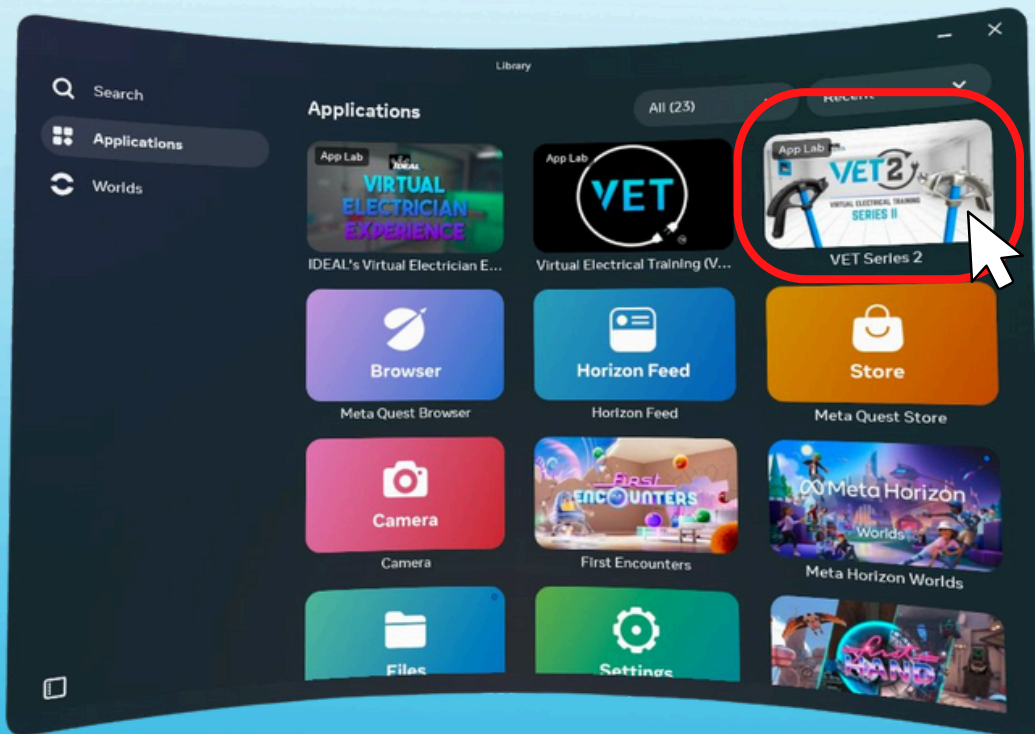 Library
Search
Applications
Worlds
Applications
All (23)
Recent
App Lab
IDEAL
VIRTUAL
ELECTRICIAN
EXPERIENCE
IDEAL's Virtual Electrician E...
App Lab
VET
Virtual Electrical Training (V...
App Lab
VET2
VIRTUAL ELECTRICAL TRAINING
SERIES II
VET Series 2
Browser
Meta Quest Browser
Horizon Feed
Horizon Feed
Store
Meta Quest Store
Camera
Camera
FIRST
ENCOUNTERS
First Encounters
Meta Horizon
Worlds
Meta Horizon Worlds
Files
Settings
First
HAND